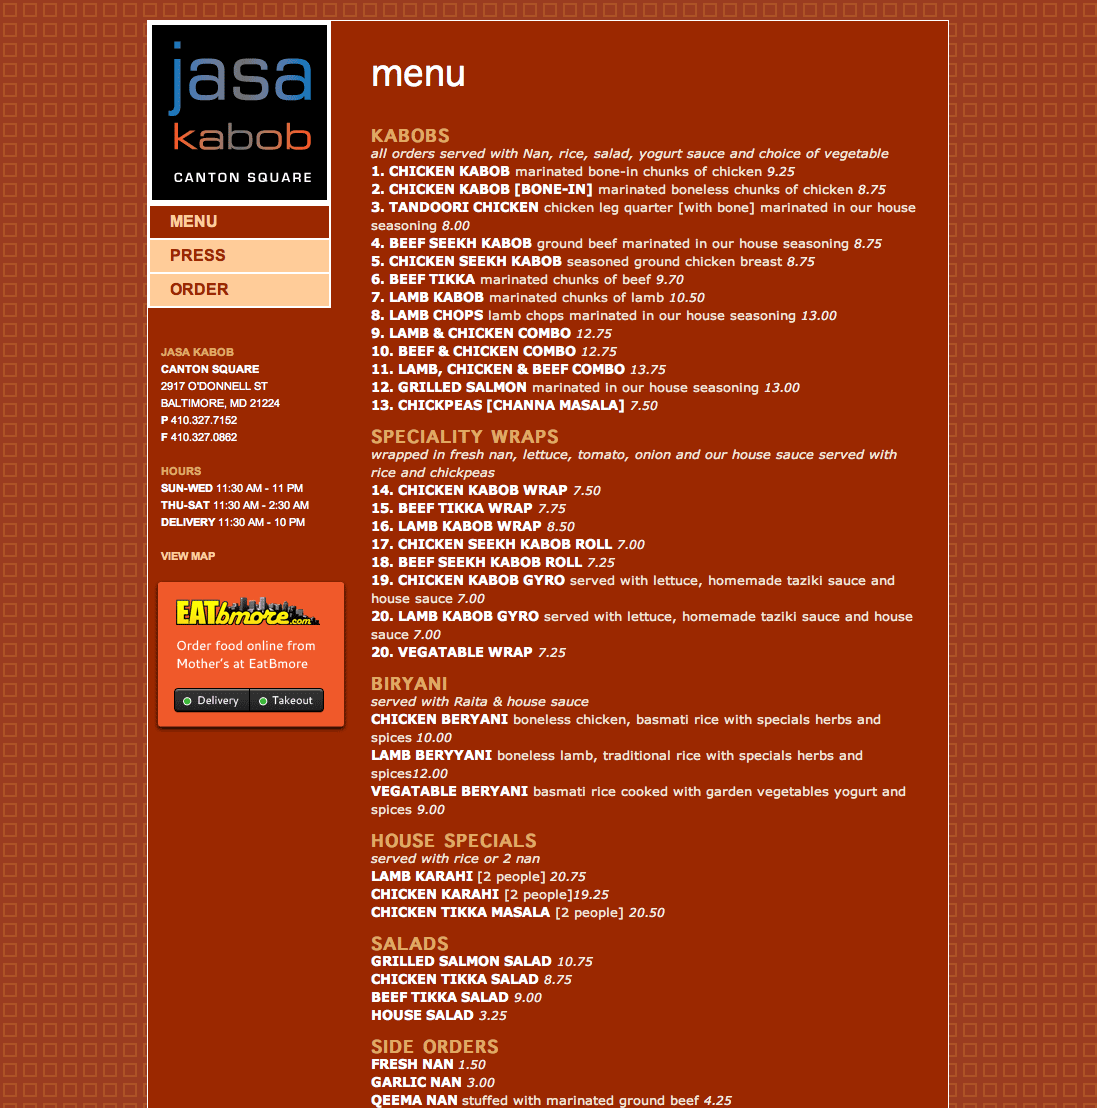 jasa
kabob
CANTON SQUARE
MENU
PRESS
ORDER
JASA KABOB
CANTON SQUARE
2917 O'DONNELL ST
BALTIMORE, MD 21224
P 410.327.7152
F 410.327.0862
HOURS
SUN-WED 11:30 AM - 11 PM
THU-SAT 11:30 AM - 2:30 AM
DELIVERY 11:30 AM - 10 PM
VIEW MAP
EATbmore.com
Order food online from
Mother's at EatBmore
Delivery Takeout
menu
KABOBS
all orders served with Nan, rice, salad, yogurt sauce and choice of vegetable
1. CHICKEN KABOB marinated bone-in chunks of chicken 9.25
2. CHICKEN KABOB [BONE-IN] marinated boneless chunks of chicken 8.75
3. TANDOORI CHICKEN chicken leg quarter [with bone] marinated in our house
seasoning 8.00
4. BEEF SEEKH KABOB ground beef marinated in our house seasoning 8.75
5. CHICKEN SEEKH KABOB seasoned ground chicken breast 8.75
6. BEEF TIKKA marinated chunks of beef 9.70
7. LAMB KABOB marinated chunks of lamb 10.50
8. LAMB CHOPS lamb chops marinated in our house seasoning 13.00
9. LAMB & CHICKEN COMBO 12.75
10. BEEF & CHICKEN COMBO 12.75
11. LAMB, CHICKEN & BEEF COMBO 13.75
12. GRILLED SALMON marinated in our house seasoning 13.00
13. CHICKPEAS [CHANNA MASALA] 7.50
SPECIALITY WRAPS
wrapped in fresh nan, lettuce, tomato, onion and our house sauce served with
rice and chickpeas
14. CHICKEN KABOB WRAP 7.50
15. BEEF TIKKA WRAP 7.75
16. LAMB KABOB WRAP 8.50
17. CHICKEN SEEKH KABOB ROLL 7.00
18. BEEF SEEKH KABOB ROLL 7.25
19. CHICKEN KABOB GYRO served with lettuce, homemade taziki sauce and
house sauce 7.00
20. LAMB KABOB GYRO served with lettuce, homemade taziki sauce and house
sauce 7.00
20. VEGATABLE WRAP 7.25
BIRYANI
served with Raita & house sauce
CHICKEN BERYANI boneless chicken, basmati rice with specials herbs and
spices 10.00
LAMB BERYYANI boneless lamb, traditional rice with specials herbs and
spices12.00
VEGATABLE BERYANI basmati rice cooked with garden vegetables yogurt and
spices 9.00
HOUSE SPECIALS
served with rice or 2 nan
LAMB KARAHI [2 people] 20.75
CHICKEN KARAHI [2 people]19.25
CHICKEN TIKKA MASALA [2 people] 20.50
SALADS
GRILLED SALMON SALAD 10.75
CHICKEN TIKKA SALAD 8.75
BEEF TIKKA SALAD 9.00
HOUSE SALAD 3.25
SIDE ORDERS
FRESH NAN 1.50
GARLIC NAN 3.00
QEEMA NAN stuffed with marinated ground beef 4.25